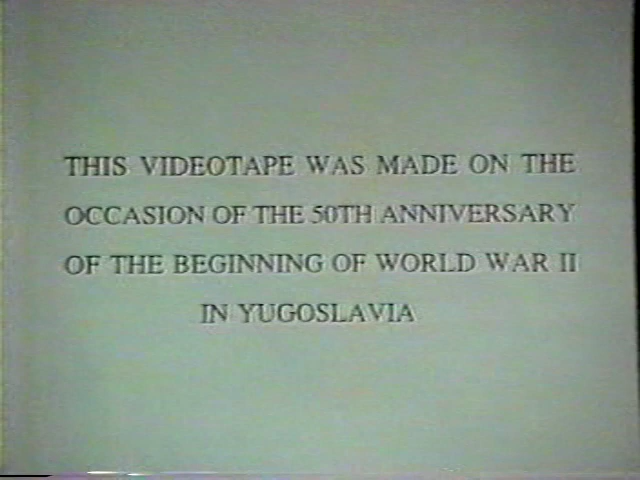 THIS VIDEOTAPE WAS MADE ON THE
OCCASION OF THE 50TH ANNIVERSARY
OF THE BEGINNING OF WORLD WAR II
IN YUGOSLAVIA